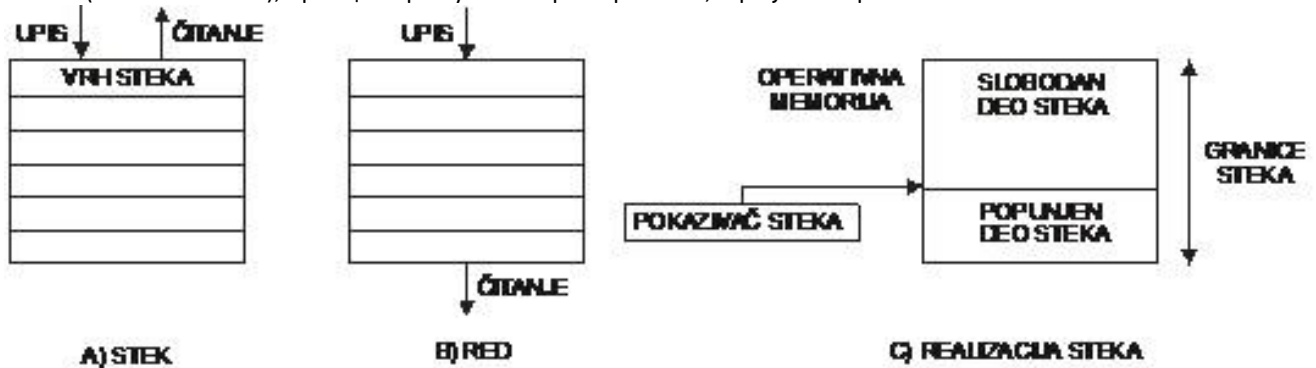 UPIS
ČITANJE
VRH STEKA
A) STEK
UPIS
ČITANJE
B) RED
OPERATIVNA
MEMORIJA
POKAZIVAČ STEKA
SLOBODAN
DEO STEKA
POPUNJEN
DEO STEKA
GRANICE
STEKA
C) REALIZACIJA STEKA